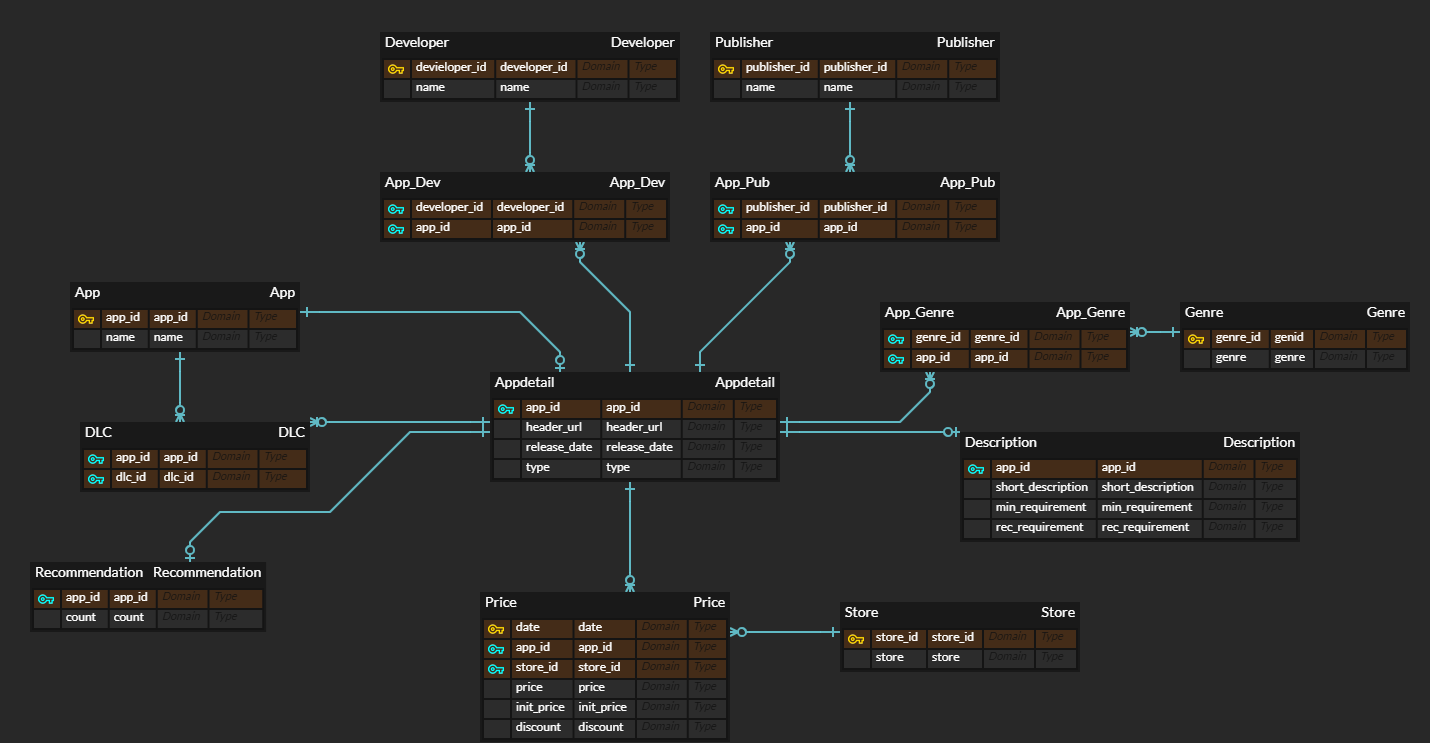 Developer Developer
devieloper_id developer_id Domain Type
name name Domain Type
Publisher Publisher
publisher_id publisher_id Domain Type
name name Domain Type
App_Dev App_Dev
developer_id developer_id Domain Type
app_id app_id Domain Type
App_Pub App_Pub
publisher_id publisher_id Domain Type
app_id app_id Domain Type
App App
app_id app_id Domain Type
name name Domain Type
App_Genre App_Genre
genre_id genre_id Domain Type
app_id app_id Domain Type
Genre Genre
genre_id genid Domain Type
genre genre Domain Type
Appdetail Appdetail
app_id app_id Domain Type
header_url header_url Domain Type
release_date release_date Domain Type
type type Domain Type
DLC DLC
app_id app_id Domain Type
dlc_id dlc_id Domain Type
Description Description
app_id app_id Domain Type
short_description short_description Domain Type
min_requirement min_requirement Domain Type
rec_requirement rec_requirement Domain Type
Recommendation Recommendation
app_id app_id Domain Type
count count Domain Type
Price Price
date date Domain Type
app_id app_id Domain Type
store_id store_id Domain Type
price price Domain Type
init_price init_price Domain Type
discount discount Domain Type
Store Store
store_id store_id Domain Type
store store Domain Type